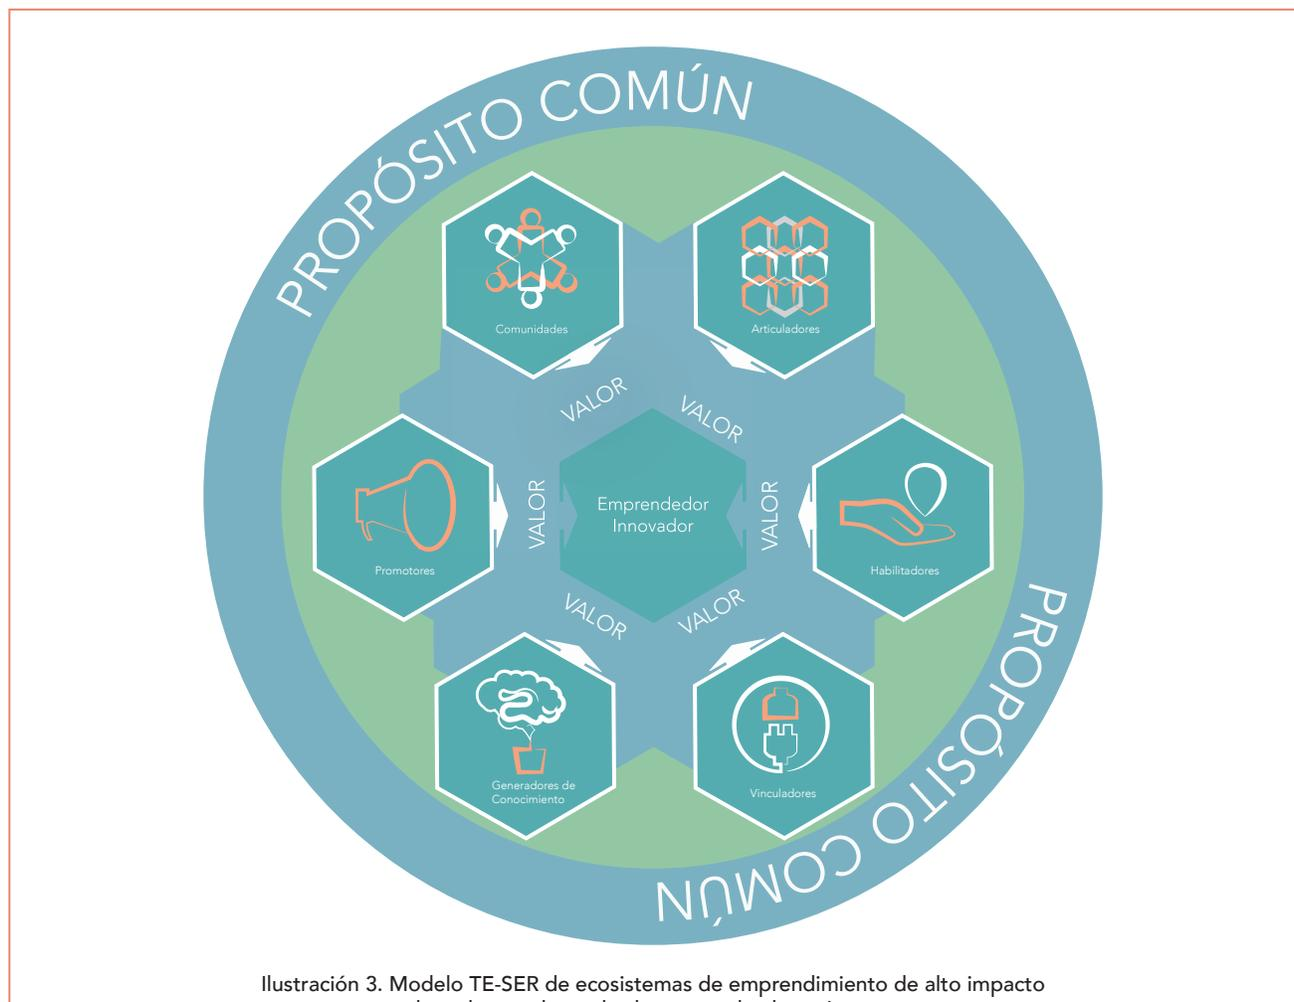 PROPÓSITO COMÚN
Comunidades
Articuladores
VALOR
VALOR
Promotores
VALOR
Emprendedor
Innovador
VALOR
Habilitadores
VALOR
VALOR
Generadores de
Conocimiento
Vinculadores
PROPÓSITO COMÚN
Ilustración 3. Modelo TE-SER de ecosistemas de emprendimiento de alto impacto